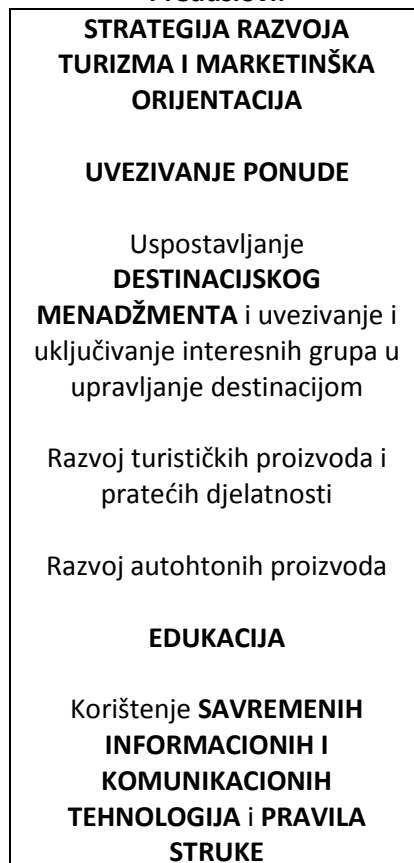 STRATEGIJA RAZVOJA
TURIZMA I MARKETINŠKA
ORIJENTACIJA
UVEZIVANJE PONUDE
Uspostavljanje
DESTINACIJSKOG
MENADŽMENTA i uvezivanje i
uključivanje interesnih grupa u
upravljanje destinacijom
Razvoj turističkih proizvoda i
pratećih djelatnosti
Razvoj autohtonih proizvoda
EDUKACIJA
Korištenje SAVREMENIH
INFORMACIONIH I
KOMUNIKACIONIH
TEHNOLOGIJA i PRAVILA
STRUKE